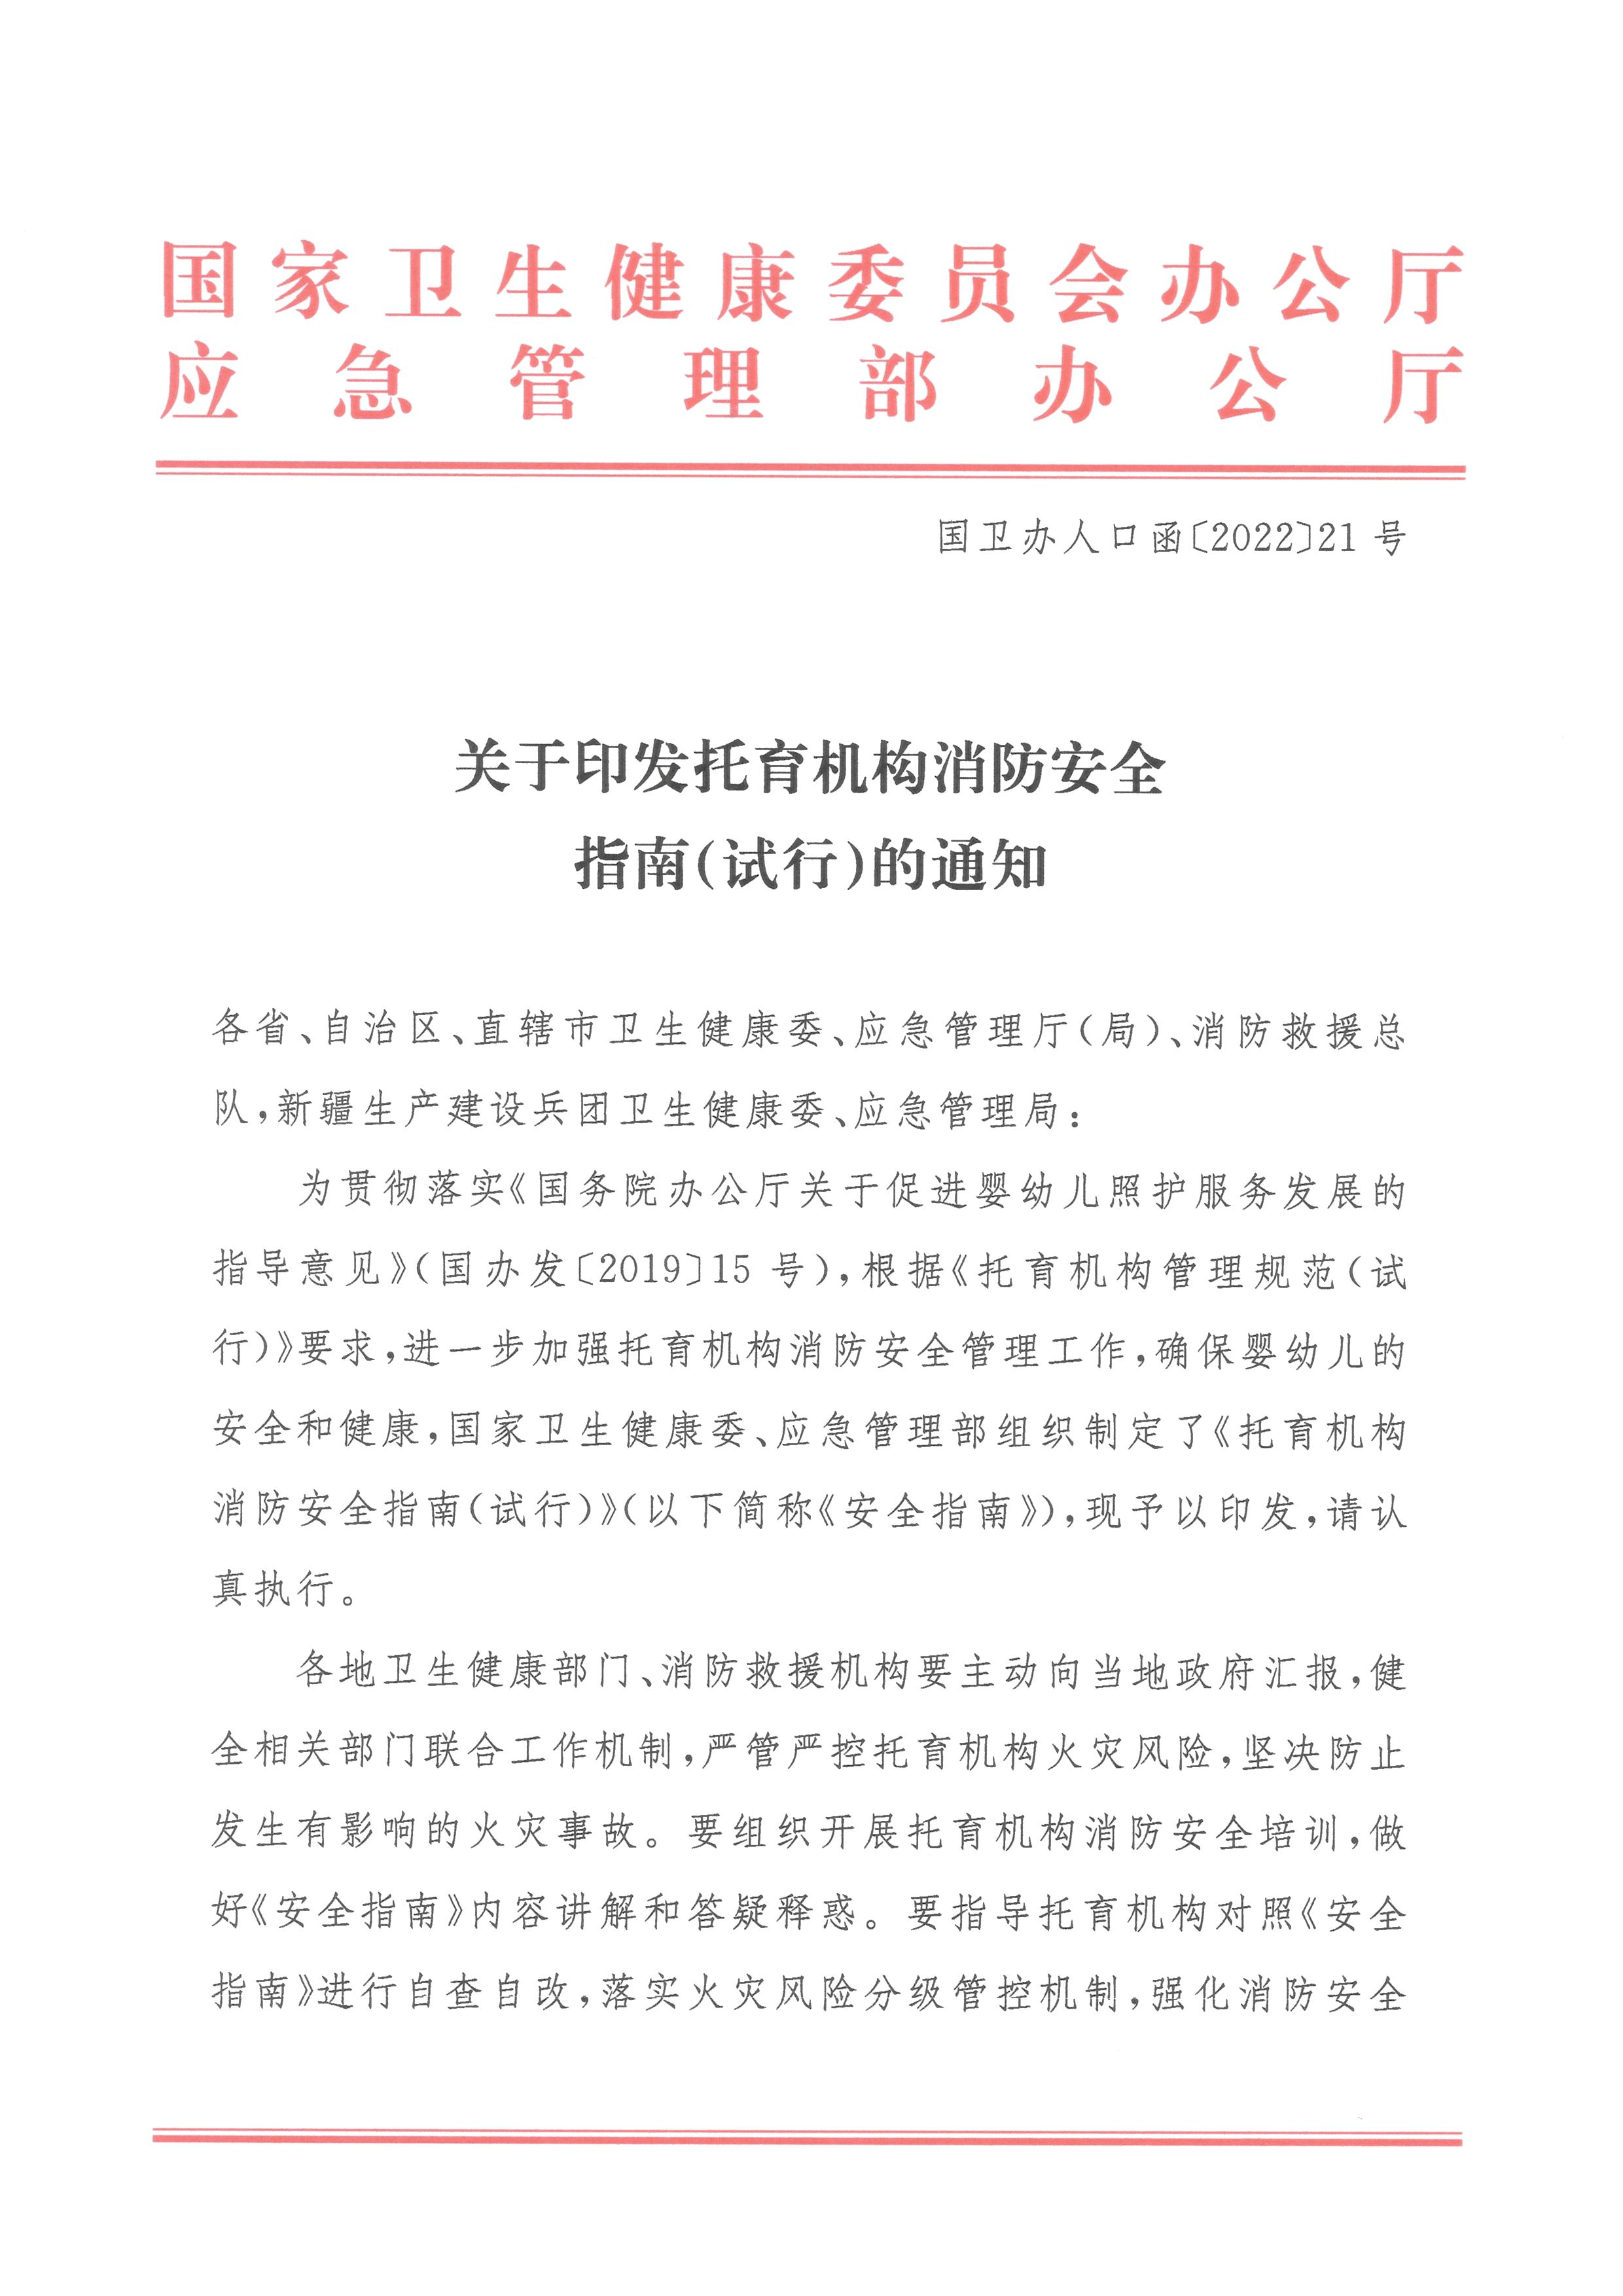 国家卫生健康委员会办公厅
应急管理部办公厅
国卫办人口函〔2022〕21号
关于印发托育机构消防安全
指南(试行)的通知
各省、自治区、直辖市卫生健康委、应急管理厅(局)、消防救援总
队,新疆生产建设兵团卫生健康委、应急管理局:
为贯彻落实《国务院办公厅关于促进婴幼儿照护服务发展的
指导意见》(国办发〔2019〕15号),根据《托育机构管理规范(试
行)》要求,进一步加强托育机构消防安全管理工作,确保婴幼儿的
安全和健康,国家卫生健康委、应急管理部组织制定了《托育机构
消防安全指南(试行)》(以下简称《安全指南》),现予以印发,请认
真执行。
各地卫生健康部门、消防救援机构要主动向当地政府汇报,健
全相关部门联合工作机制,严管严控托育机构火灾风险,坚决防止
发生有影响的火灾事故。要组织开展托育机构消防安全培训,做
好《安全指南》内容讲解和答疑释惑。要指导托育机构对照《安全
指南》进行自查自改,落实火灾风险分级管控机制,强化消防安全